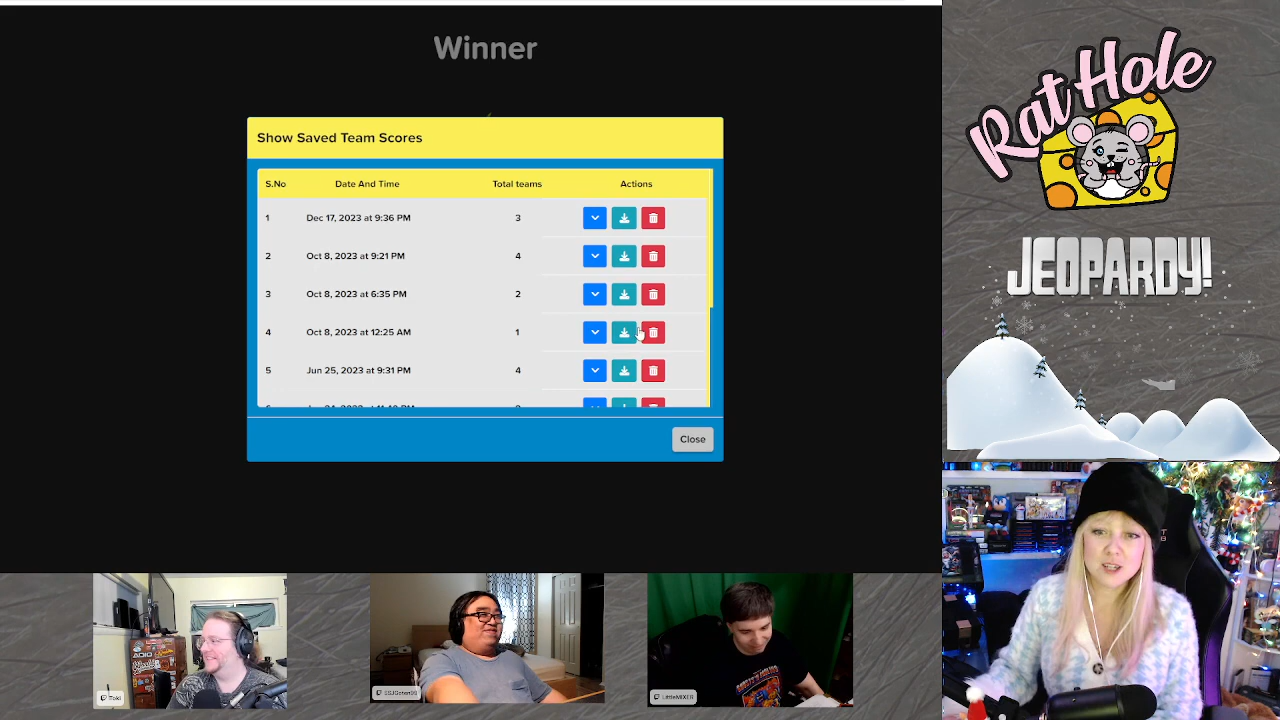 Winner
Show Saved Team Scores
S.No Date And Time Total teams Actions
1 Dec 17, 2023 at 9:36 PM 3
2 Oct 8, 2023 at 9:21 PM 4
3 Oct 8, 2023 at 6:35 PM 2
4 Oct 8, 2023 at 12:25 AM 1
5 Jun 25, 2023 at 9:31 PM 4
Close
Rat Hole
JEOPARDY!
Toki
LittleMIXER